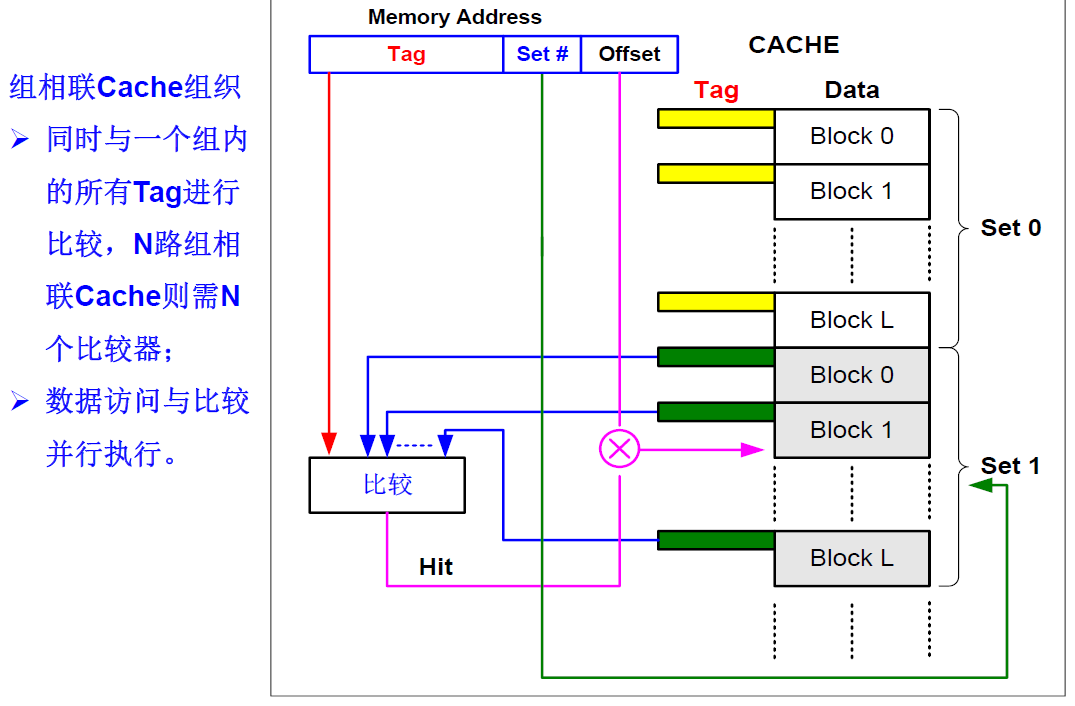 组相联Cache组织
➢ 同时与一个组内
的所有Tag进行
比较，N路组相
联Cache则需N
个比较器；
➢ 数据访问与比较
并行执行。
Memory Address
Tag
Set #
Offset
CACHE
Tag
Data
Block 0
Block 1
Set 0
Block L
Block 0
Block 1
Set 1
比较
Block L
Hit